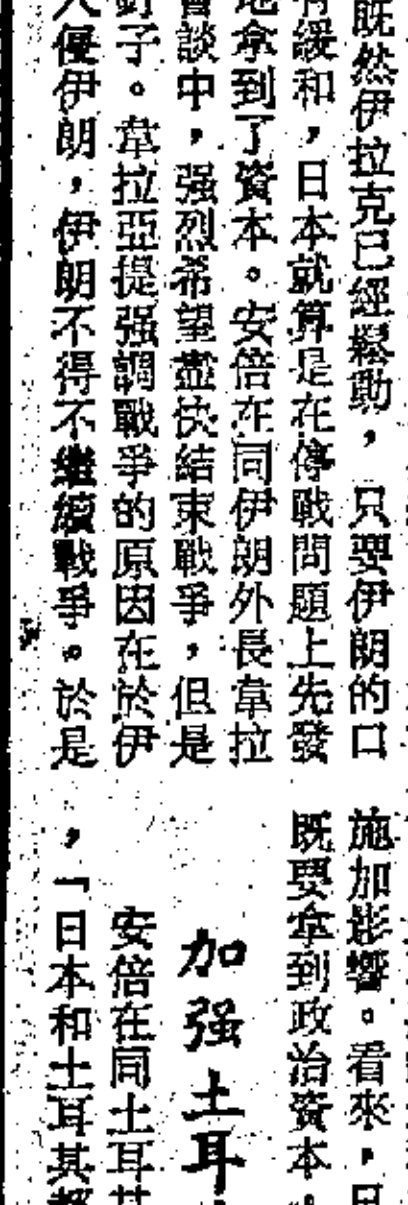 既然伊拉克已經鬆動，只要伊朗的口
有緩和，日本就算是在停戰問題上先發
地拿到了資本。安倍在同伊朗外長韋拉
會談中，强烈希望盡快結束戰爭，但是
釘子。韋拉亞提强調戰爭的原因在於伊
人侵伊朗，伊朗不得不繼續戰爭。於是
施加影響。看來，日
既要拿到政治資本，
加强土耳
安倍在同土耳其
，「日本和土耳其都